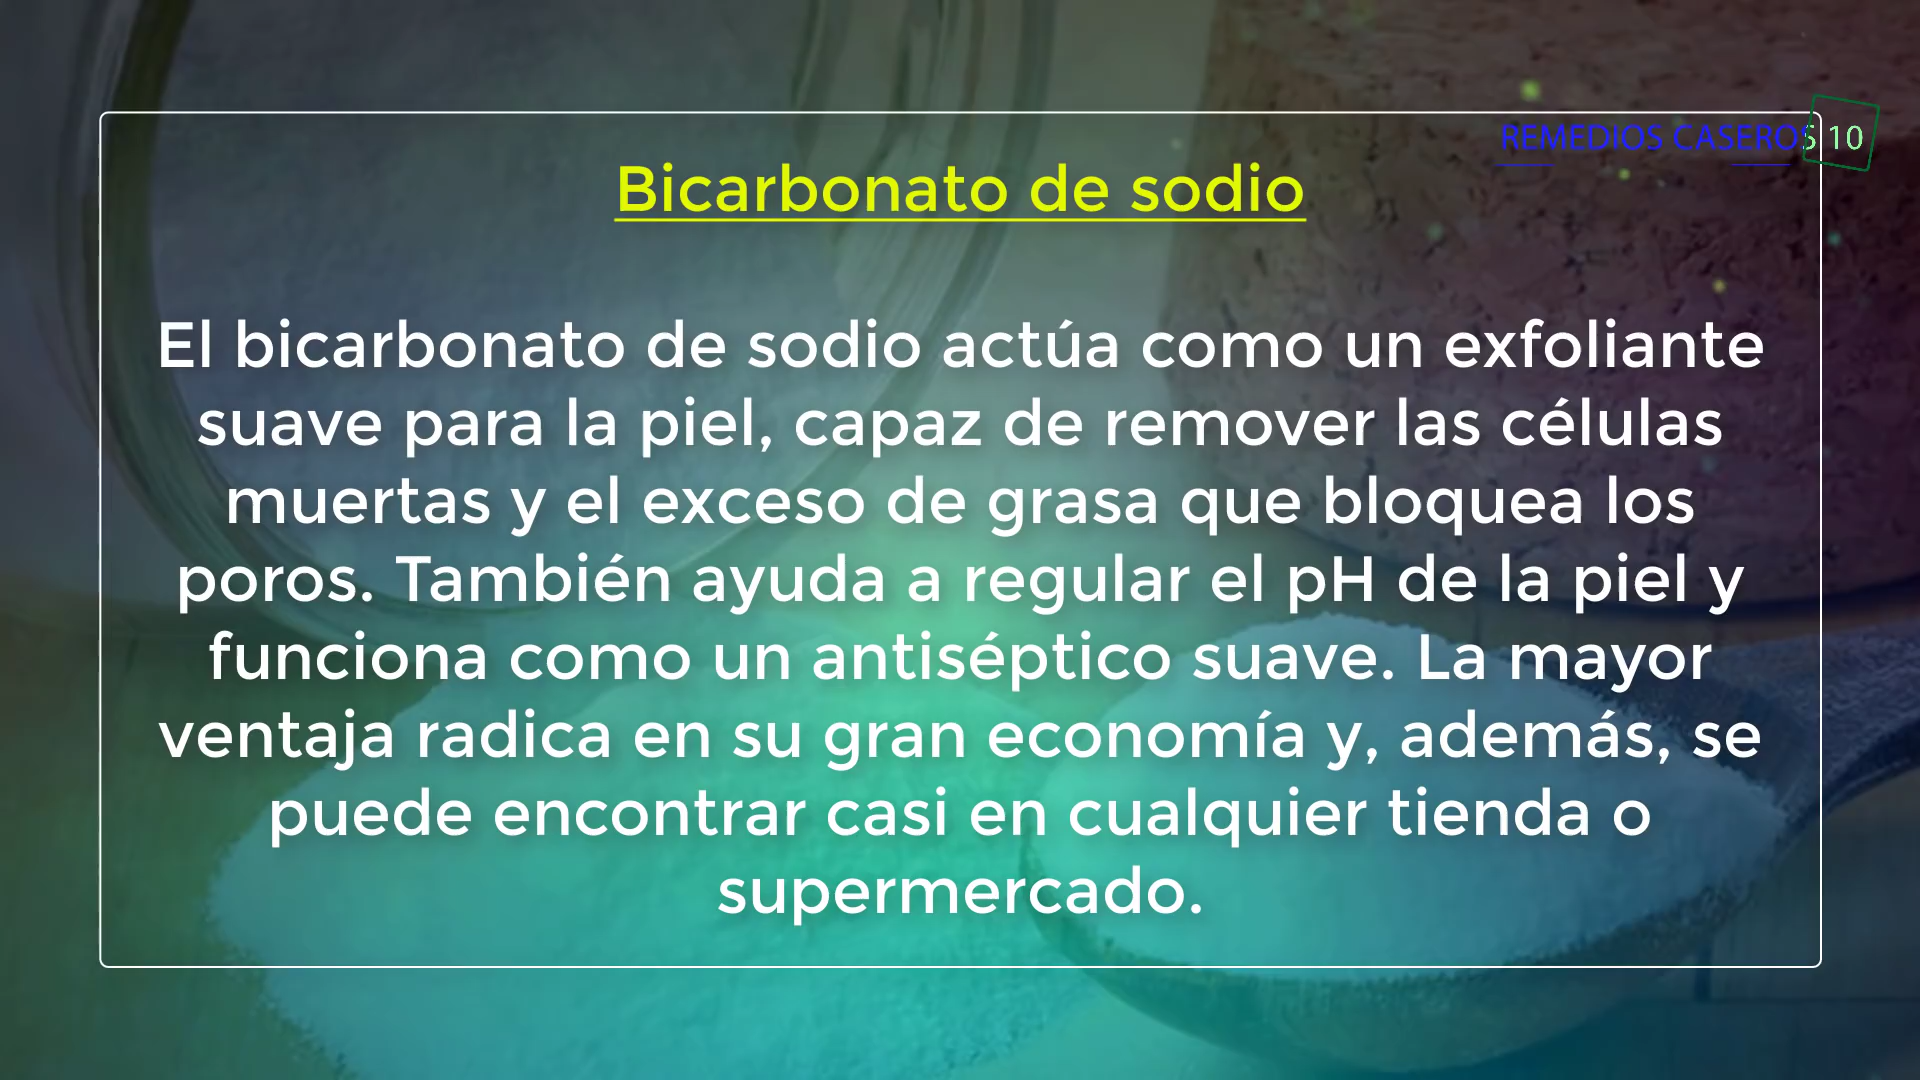 REMEDIOS CASEROS 10
Bicarbonato de sodio
El bicarbonato de sodio actúa como un exfoliante
suave para la piel, capaz de remover las células
muertas y el exceso de grasa que bloquea los
poros. También ayuda a regular el pH de la piel y
funciona como un antiséptico suave. La mayor
ventaja radica en su gran economía y, además, se
puede encontrar casi en cualquier tienda o
supermercado.